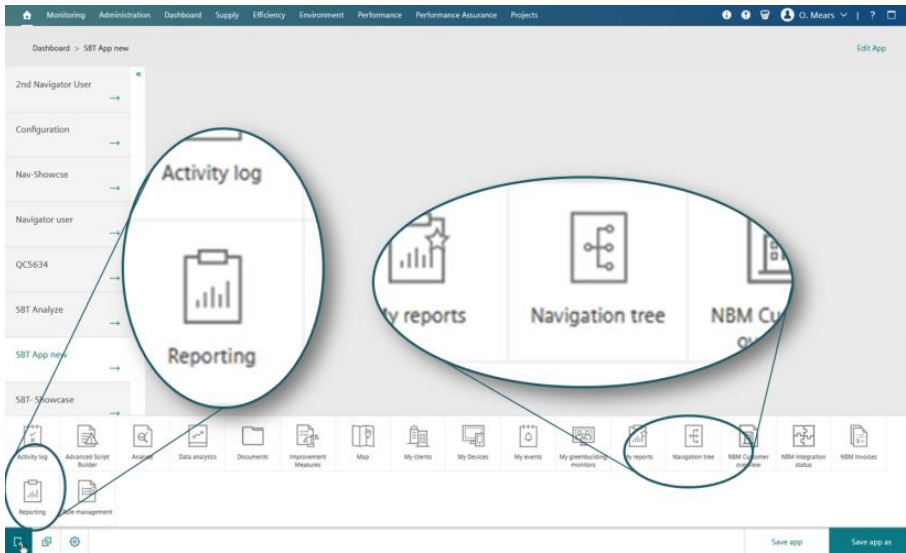 Monitoring Administration Dashboard Supply Efficiency Environment Performance Performance Assurance Projects O. Mears | ?
Dashboard > SBT App new Edit App
2nd Navigator User
Configuration
Nav-Showcse
Navigator user
QC5634
SBT Analyze
SBT App new
SBT- Showcase
Activity log
Reporting
My reports
Navigation tree
NBM Cu
Activity log
Advanced Script
Builder
Analyse
Data analytics
Documents
Improvement
Measures
Map
My clients
My Devices
My events
My greenbuilding
monitors
My reports
Navigation tree
NBM Customer
overview
NBM Integration
status
NBM Invoices
Reporting
management
Save app
Save app as